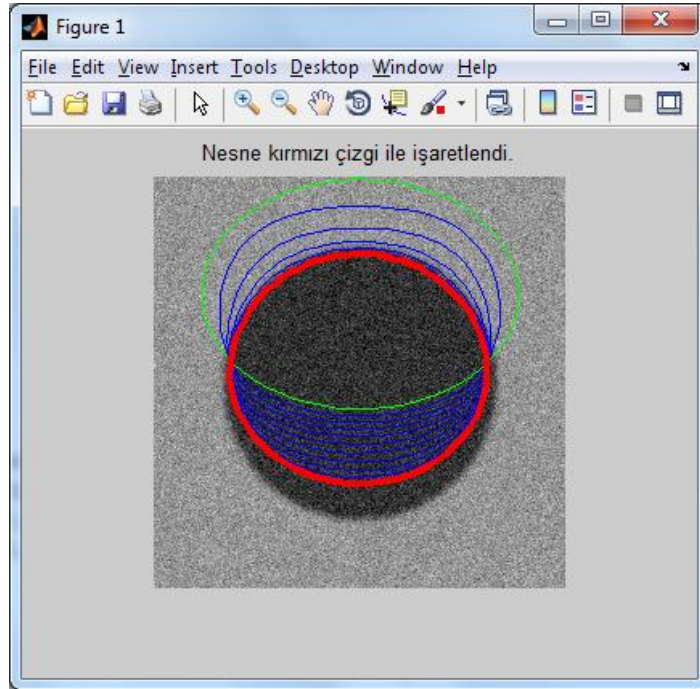 Figure 1
File Edit View Insert Tools Desktop Window Help
Nesne kırmızı çizgi ile işaretlendi.